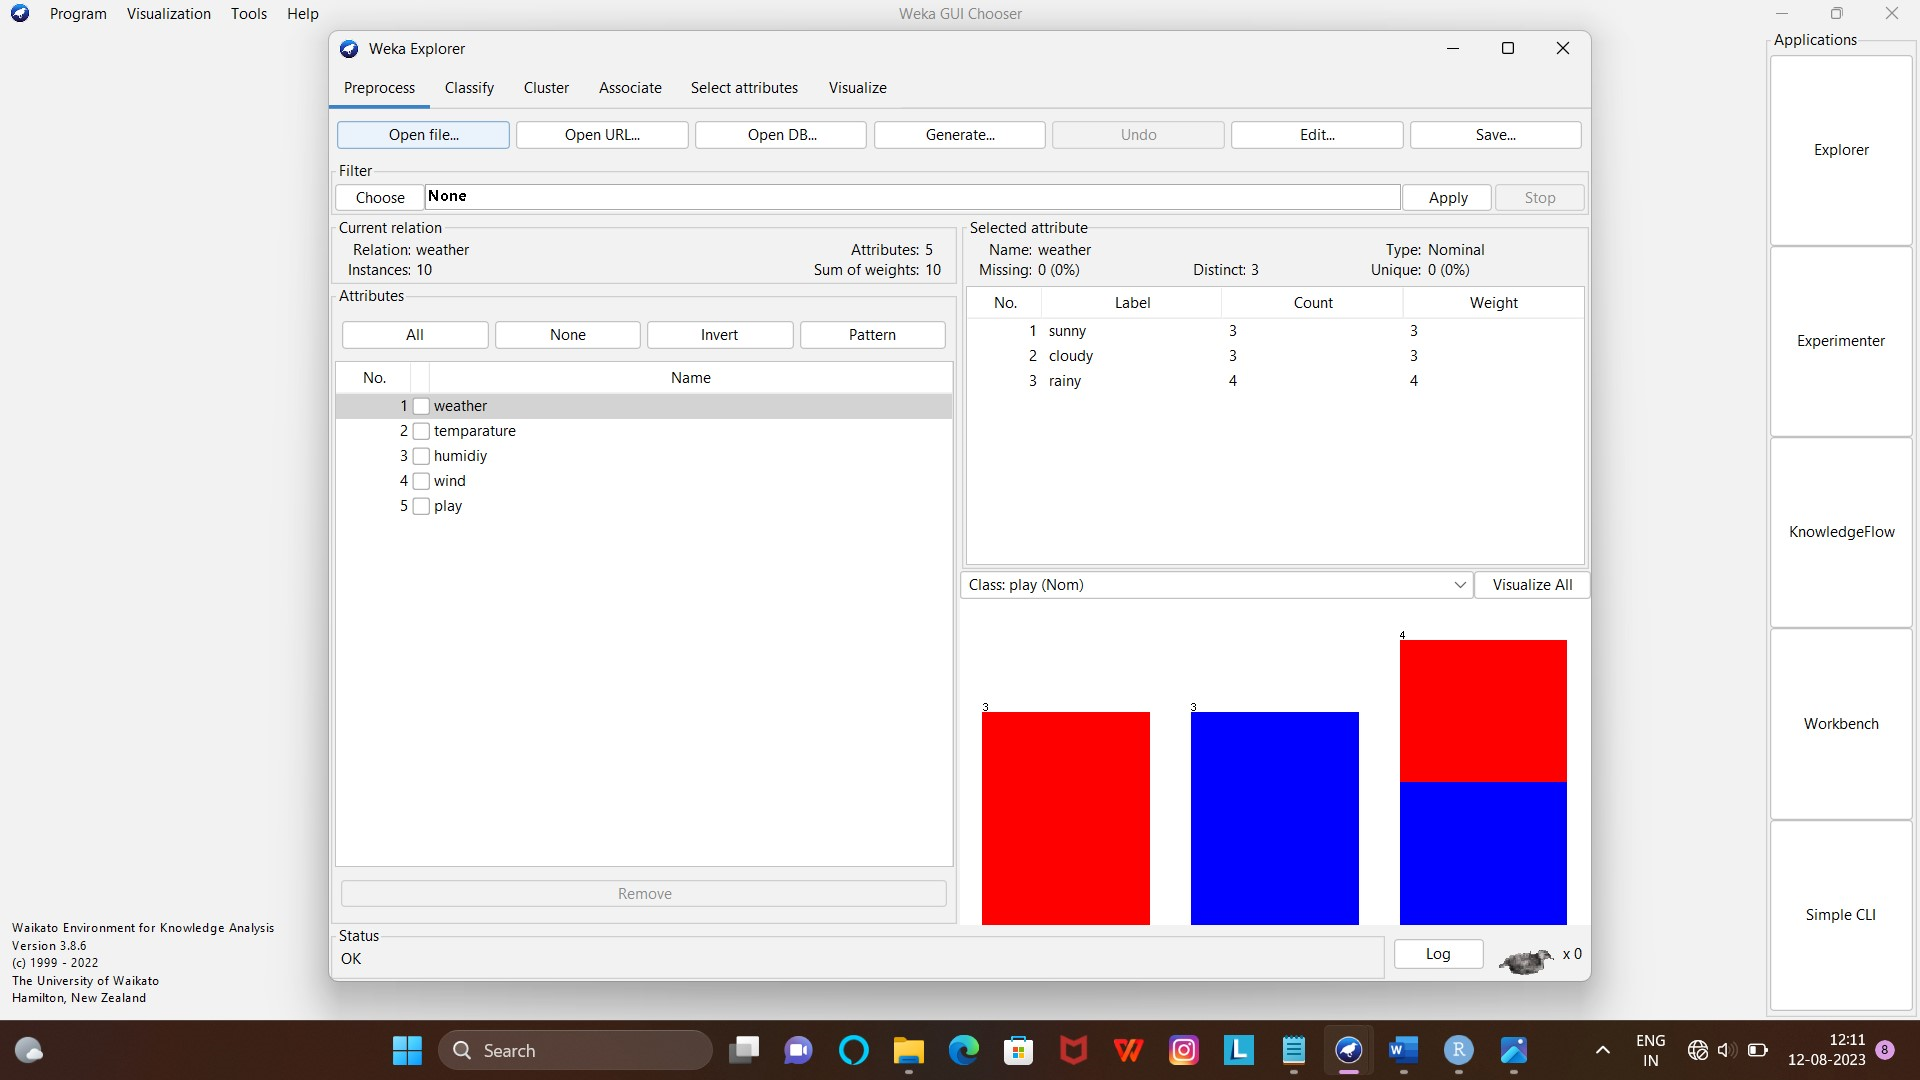 Program Visualization Tools Help Weka GUI Chooser
Weka Explorer
Preprocess Classify Cluster Associate Select attributes Visualize
Open file... Open URL... Open DB... Generate... Undo Edit... Save...
Filter
Choose None Apply Stop
Current relation
Relation: weather Attributes: 5
Instances: 10 Sum of weights: 10
Attributes
All None Invert Pattern
No. Name
1 weather
2 temparature
3 humidiy
4 wind
5 play
Remove
Selected attribute
Name: weather Type: Nominal
Missing: 0 (0%) Distinct: 3 Unique: 0 (0%)
No. Label Count Weight
1 sunny 3 3
2 cloudy 3 3
3 rainy 4 4
Class: play (Nom) Visualize All
4
3 3
Status
OK
Log x 0
Applications
Explorer
Experimenter
KnowledgeFlow
Workbench
Simple CLI
Waikato Environment for Knowledge Analysis
Version 3.8.6
(c) 1999 - 2022
The University of Waikato
Hamilton, New Zealand
Search
L
W
R
ENG
IN
12:11
12-08-2023
8